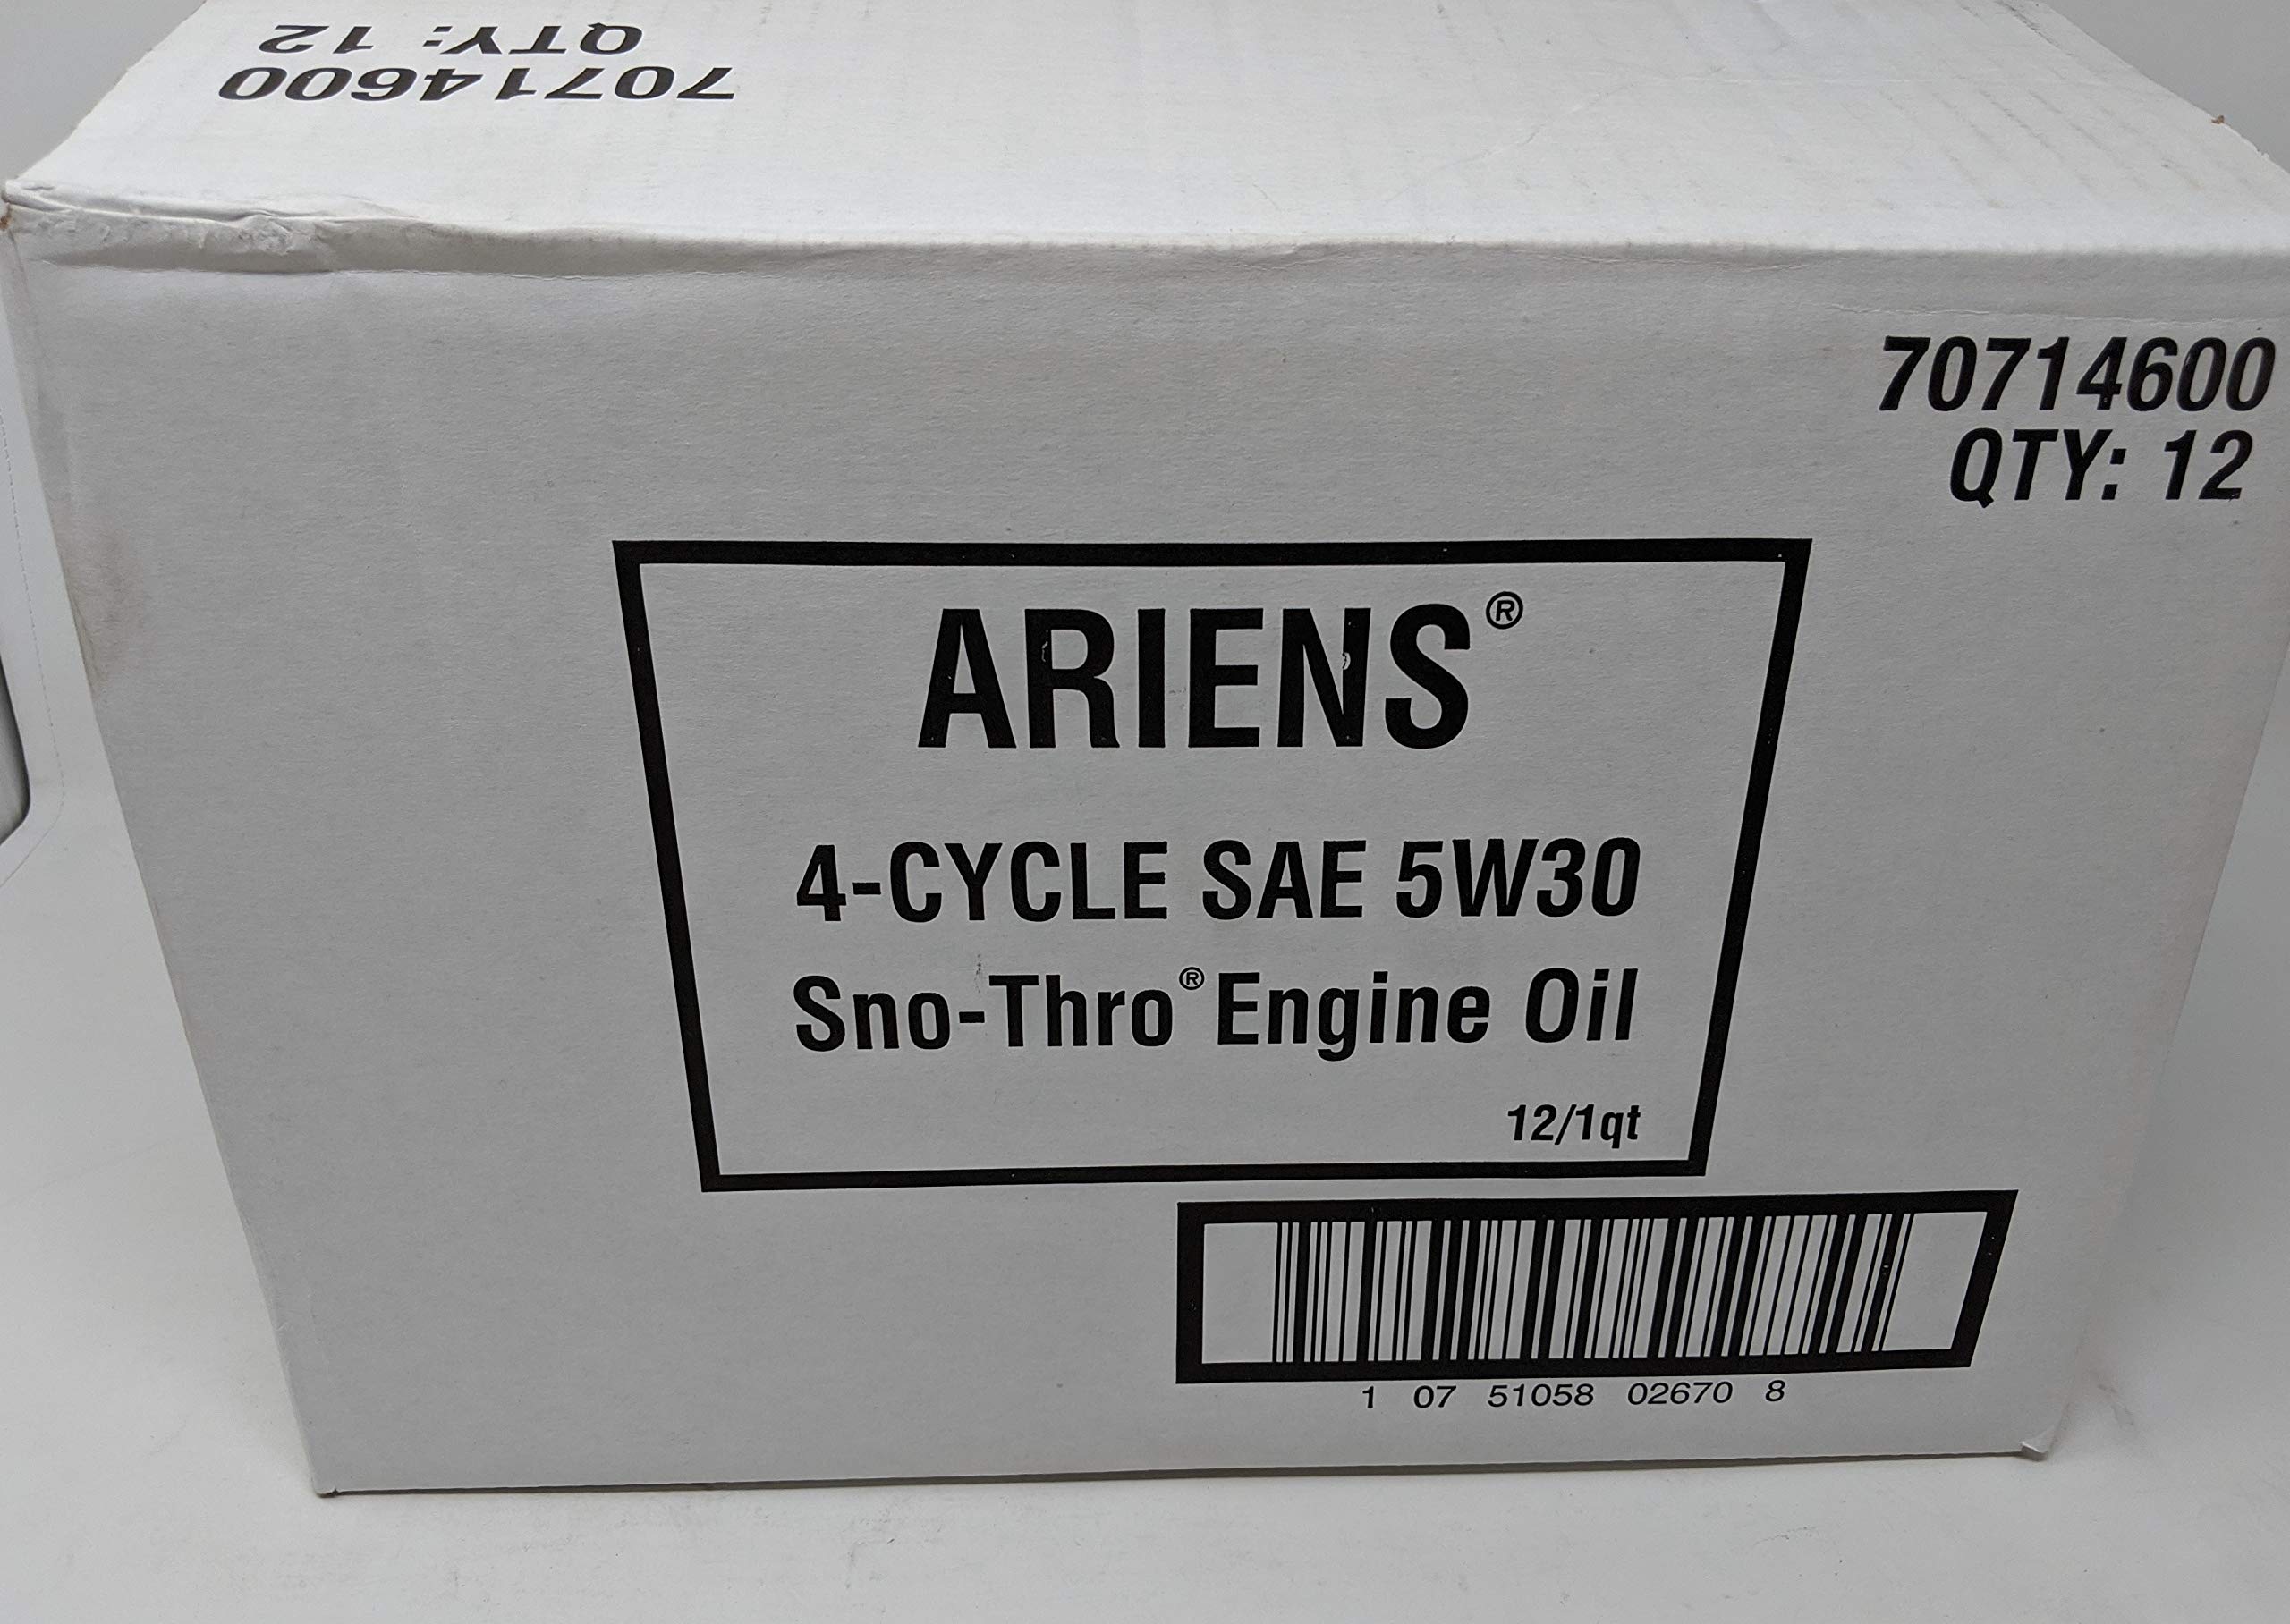 70714600
QTY: 12
70714600
QTY: 12
ARIENS®
4-CYCLE SAE 5W30
Sno-Thro® Engine Oil
12/1qt
1 07 51058 02670 8